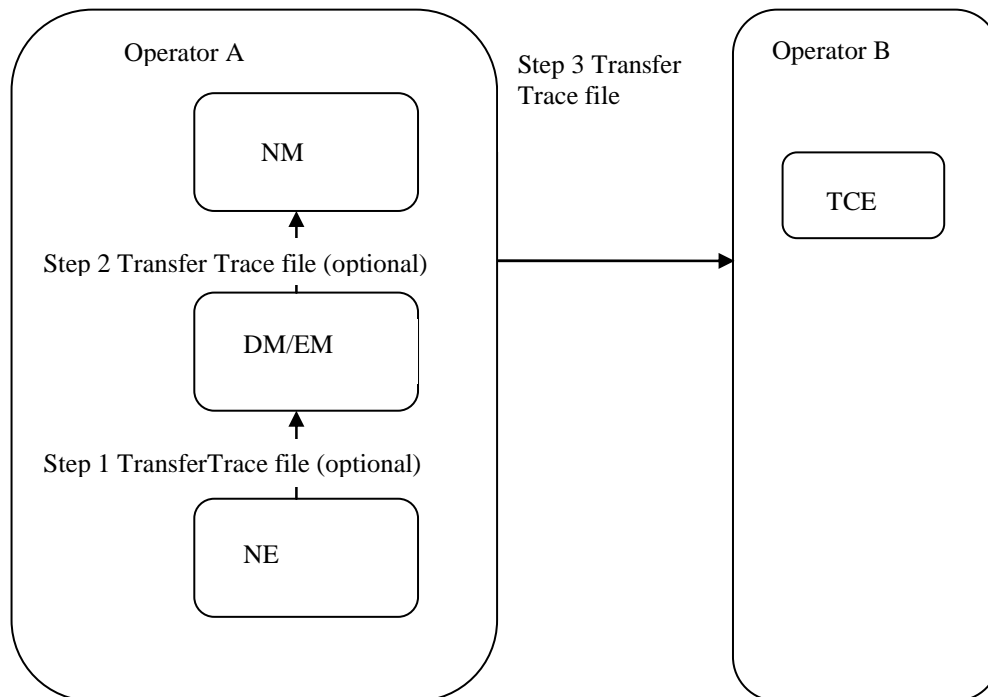 Operator A
NM
Step 2 Transfer Trace file (optional)
DM/EM
Step 1 TransferTrace file (optional)
NE
Step 3 Transfer
Trace file
Operator B
TCE